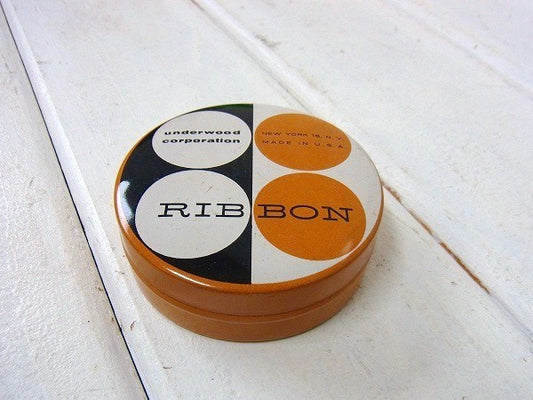 underwood
corporation
NEW YORK 16, N.Y.
MADE IN U.S.A.
RIBBON